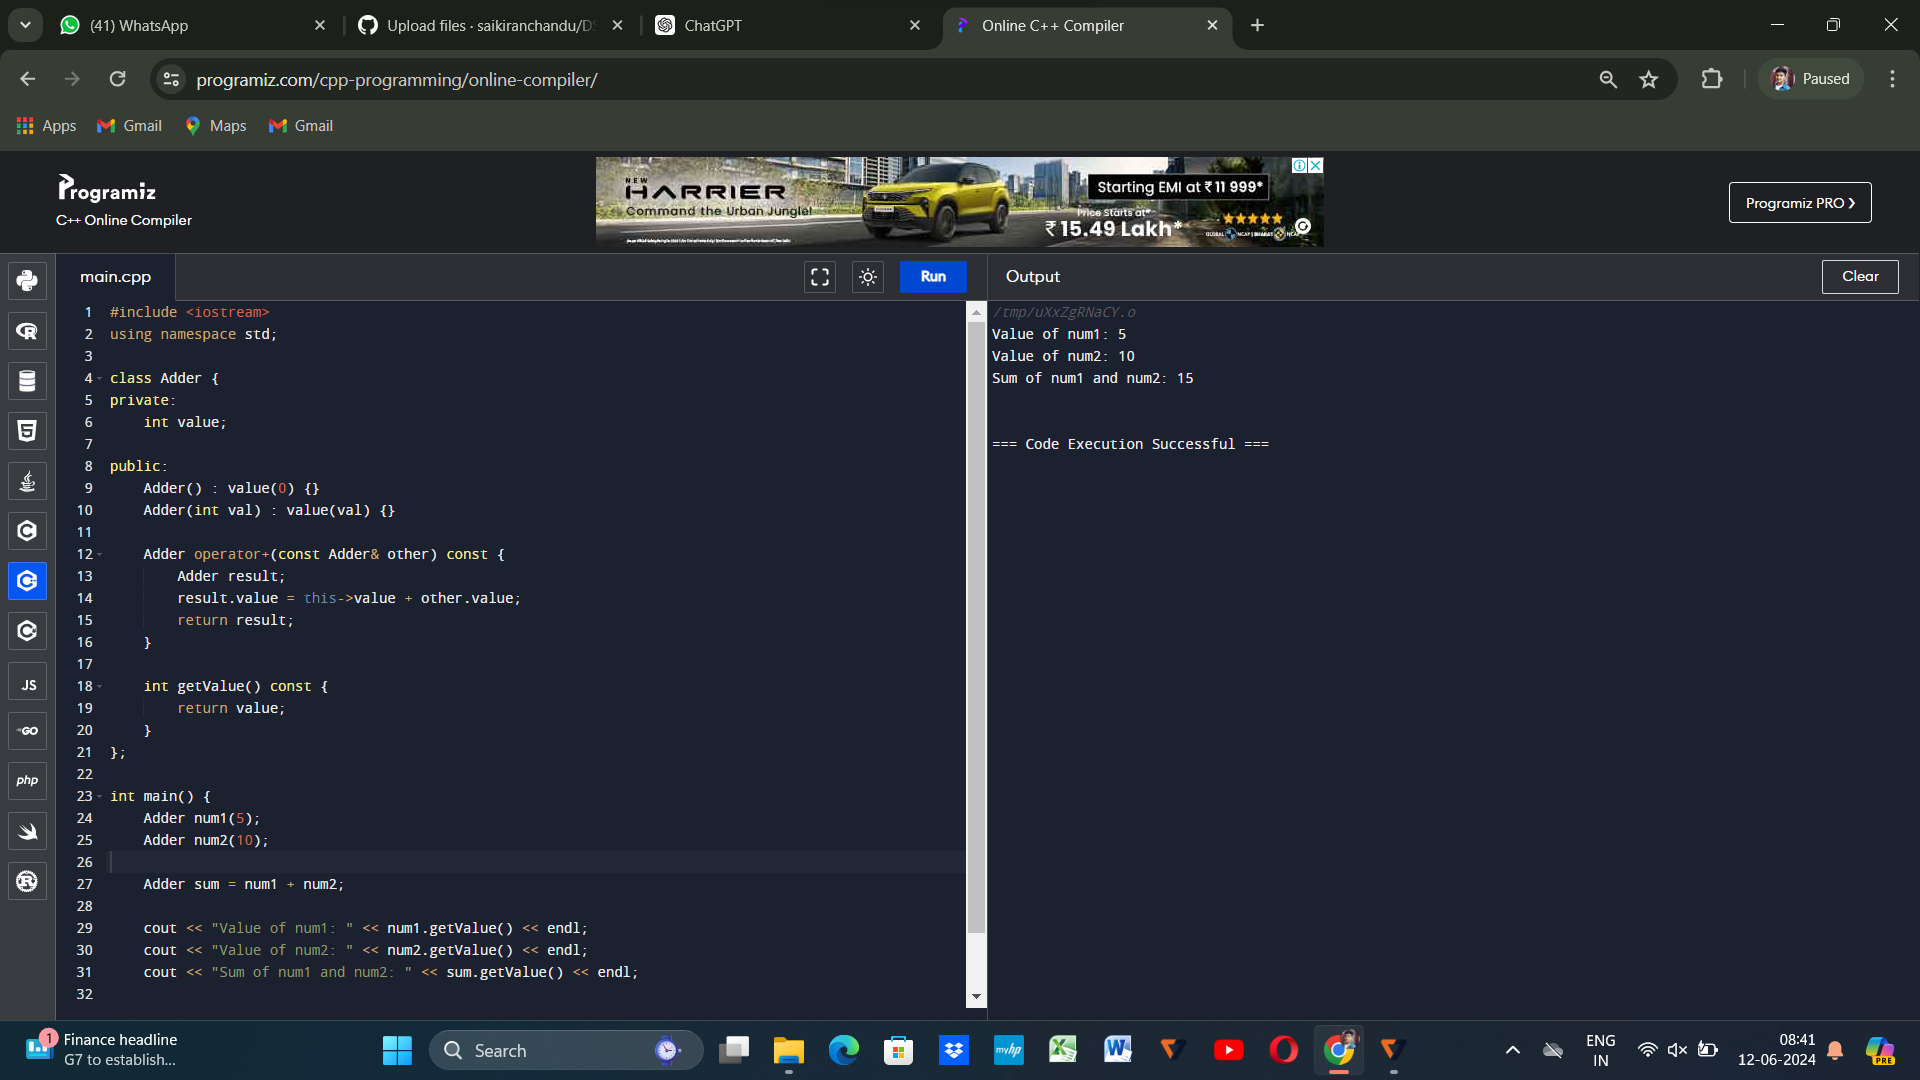 (41) WhatsApp
Upload files · saikiranchandu/DS
ChatGPT
Online C++ Compiler
programiz.com/cpp-programming/online-compiler/
Paused
Apps
Gmail
Maps
Gmail
Programiz
C++ Online Compiler
NEW
HARRIER
Command the Urban Jungle!
Starting EMI at ₹11 999*
Price Starts at*
₹15.49 Lakh*
Programiz PRO ❯
main.cpp
Run
Output
Clear
1 #include <iostream>
2 using namespace std;
3
4 class Adder {
5 private:
6     int value;
7
8 public:
9     Adder() : value(0) {}
10     Adder(int val) : value(val) {}
11
12     Adder operator+(const Adder& other) const {
13         Adder result;
14         result.value = this->value + other.value;
15         return result;
16     }
17
18     int getValue() const {
19         return value;
20     }
21 };
22
23 int main() {
24     Adder num1(5);
25     Adder num2(10);
26
27     Adder sum = num1 + num2;
28
29     cout << "Value of num1: " << num1.getValue() << endl;
30     cout << "Value of num2: " << num2.getValue() << endl;
31     cout << "Sum of num1 and num2: " << sum.getValue() << endl;
32
/tmp/uXxZgRNaCY.o
Value of num1: 5
Value of num2: 10
Sum of num1 and num2: 15
=== Code Execution Successful ===
JS
GO
php
1
Finance headline
G7 to establish...
Search
myhp
ENG
IN
08:41
12-06-2024
PRE